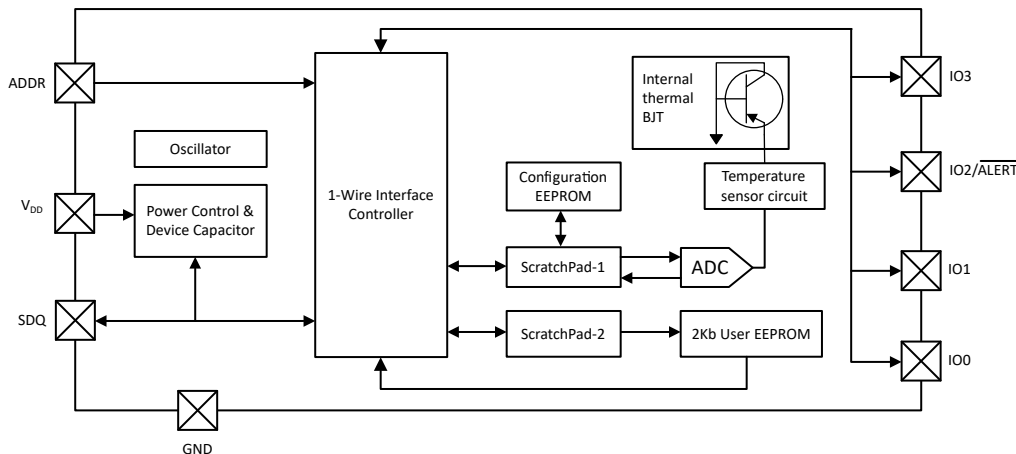 ADDR
V_DD
SDQ
GND
Oscillator
Power Control &
Device Capacitor
1-Wire Interface
Controller
Internal
thermal
BJT
Configuration
EEPROM
Temperature
sensor circuit
ScratchPad-1
ADC
ScratchPad-2
2Kb User EEPROM
IO3
IO2/ALERT
IO1
IO0